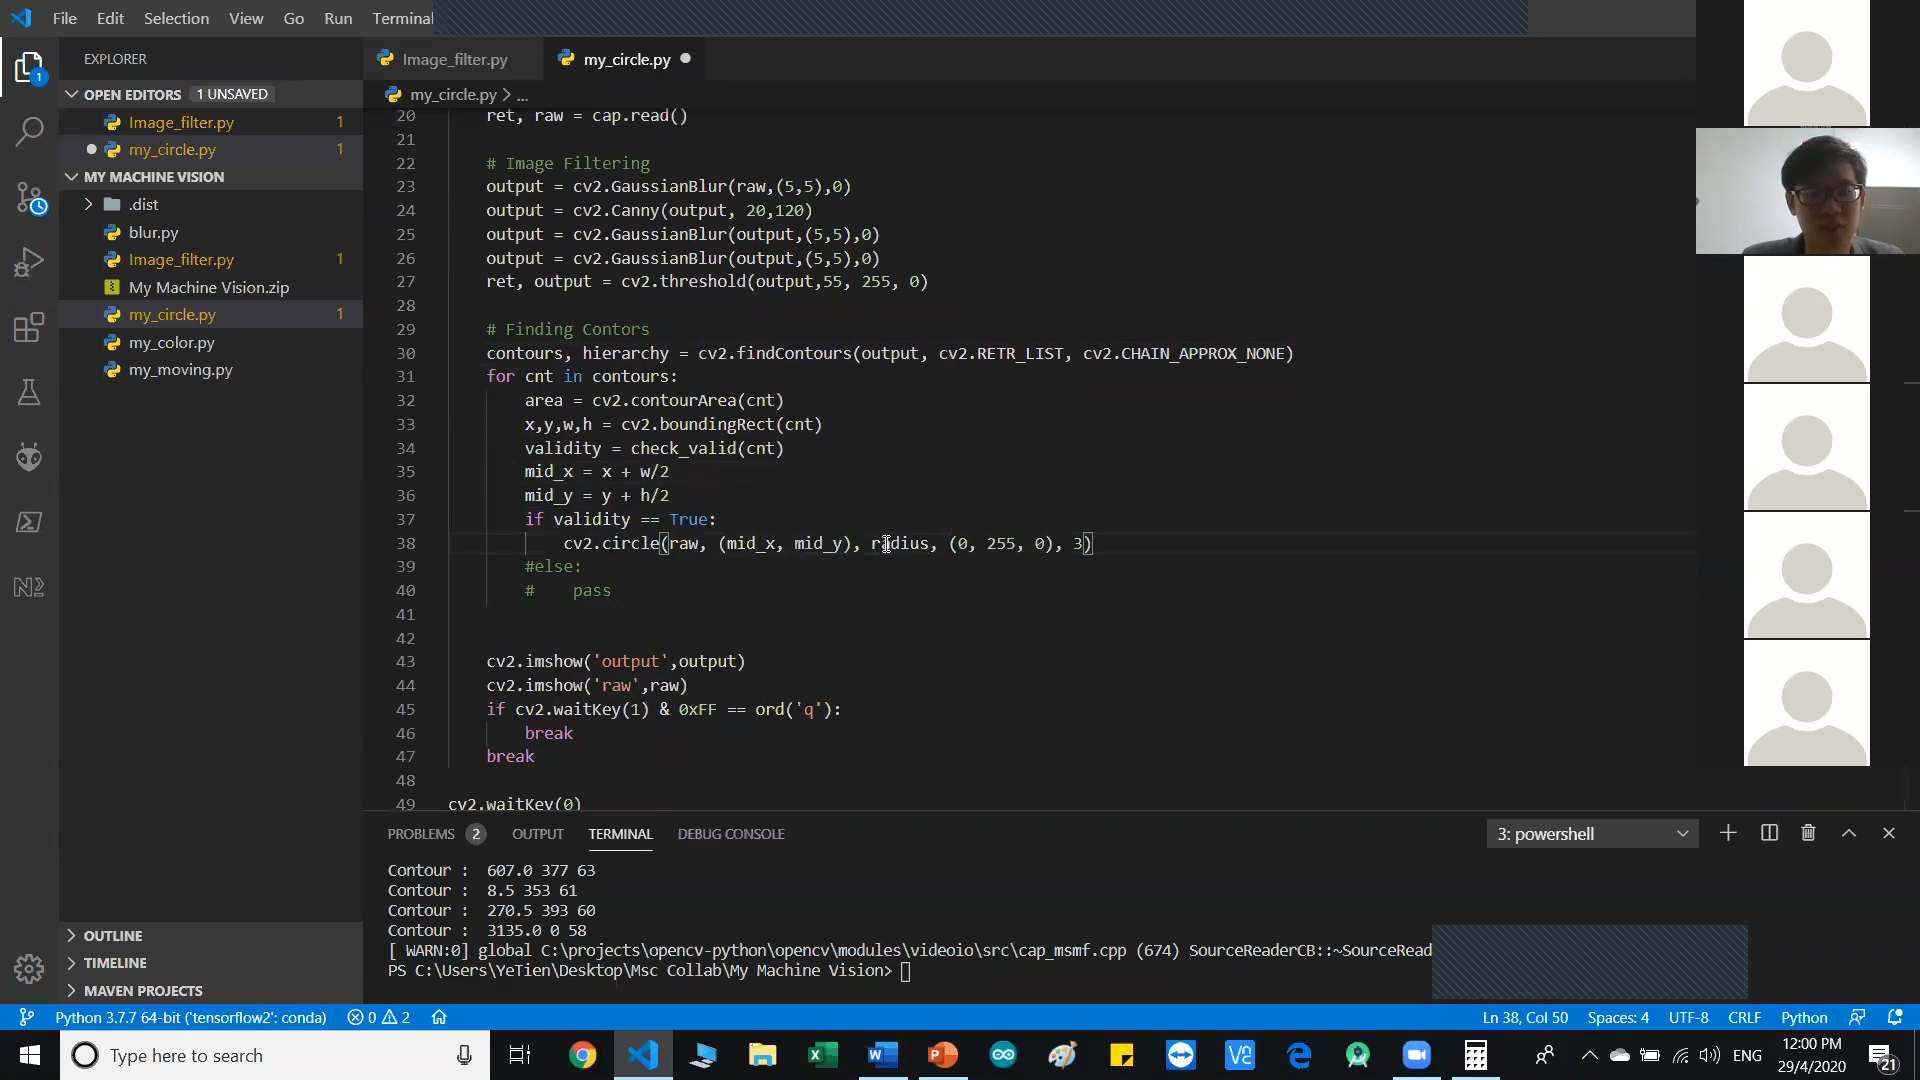 File Edit Selection View Go Run Terminal
EXPLORER
OPEN EDITORS 1 UNSAVED
Image_filter.py 1
my_circle.py 1
MY MACHINE VISION
.dist
blur.py
Image_filter.py 1
My Machine Vision.zip
my_circle.py 1
my_color.py
my_moving.py
OUTLINE
TIMELINE
MAVEN PROJECTS
1
Image_filter.py my_circle.py
my_circle.py > ...
20 ret, raw = cap.read()
21
22 # Image Filtering
23 output = cv2.GaussianBlur(raw,(5,5),0)
24 output = cv2.Canny(output, 20,120)
25 output = cv2.GaussianBlur(output,(5,5),0)
26 output = cv2.GaussianBlur(output,(5,5),0)
27 ret, output = cv2.threshold(output,55, 255, 0)
28
29 # Finding Contors
30 contours, hierarchy = cv2.findContours(output, cv2.RETR_LIST, cv2.CHAIN_APPROX_NONE)
31 for cnt in contours:
32 area = cv2.contourArea(cnt)
33 x,y,w,h = cv2.boundingRect(cnt)
34 validity = check_valid(cnt)
35 mid_x = x + w/2
36 mid_y = y + h/2
37 if validity == True:
38 cv2.circle(raw, (mid_x, mid_y), radius, (0, 255, 0), 3)
39 #else:
40 # pass
41
42
43 cv2.imshow('output',output)
44 cv2.imshow('raw',raw)
45 if cv2.waitKey(1) & 0xFF == ord('q'):
46 break
47 break
48
49 cv2.waitKey(0)
PROBLEMS 2 OUTPUT TERMINAL DEBUG CONSOLE 3: powershell
Contour : 607.0 377 63
Contour : 8.5 353 61
Contour : 270.5 393 60
Contour : 3135.0 0 58
[ WARN:0] global C:\projects\opencv-python\opencv\modules\videoio\src\cap_msmf.cpp (674) SourceReaderCB::~SourceRead
PS C:\Users\YeTien\Desktop\Msc Collab\My Machine Vision>
Python 3.7.7 64-bit ('tensorflow2': conda) 0 2 Ln 38, Col 50 Spaces: 4 UTF-8 CRLF Python
Type here to search
ENG
12:00 PM
29/4/2020
21